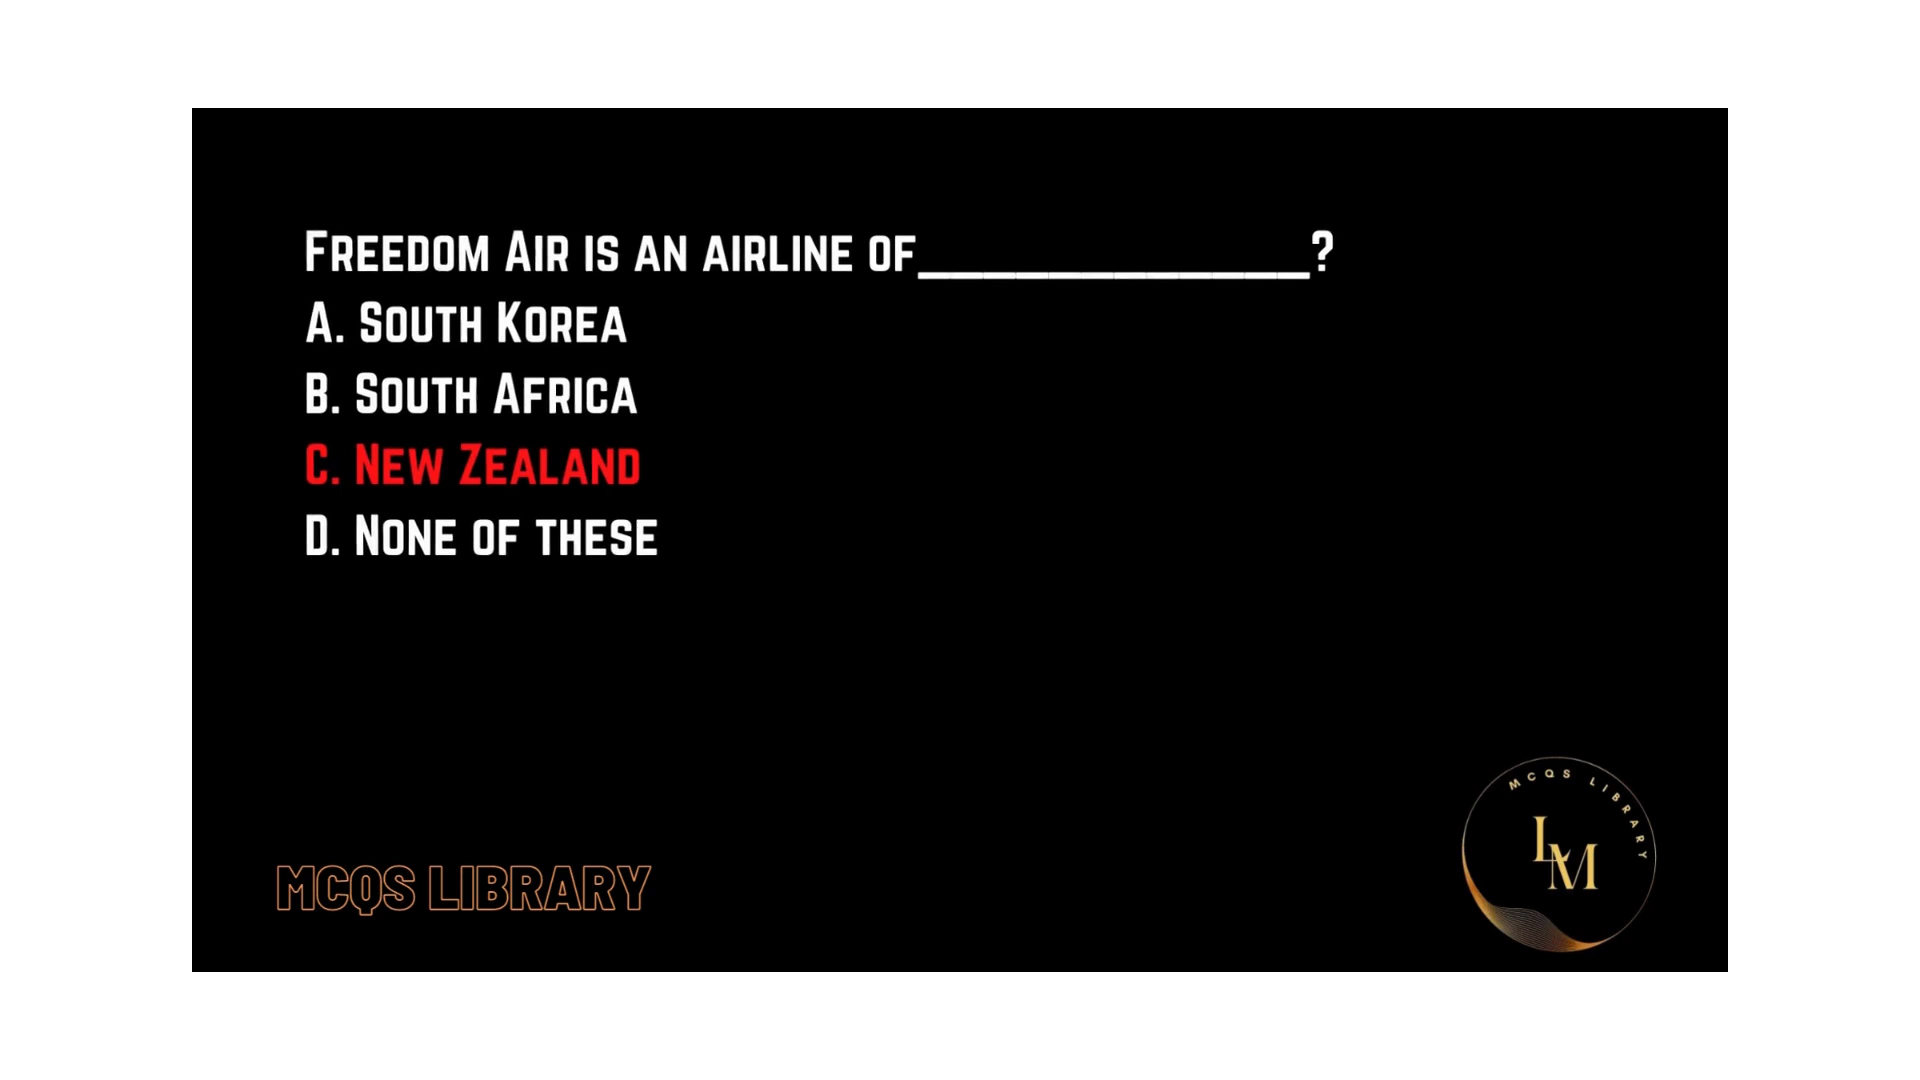 Freedom Air is an airline of____________?
A. South Korea
B. South Africa
C. New Zealand
D. None of these
MCQS LIBRARY
MCQS LIBRARY
LM